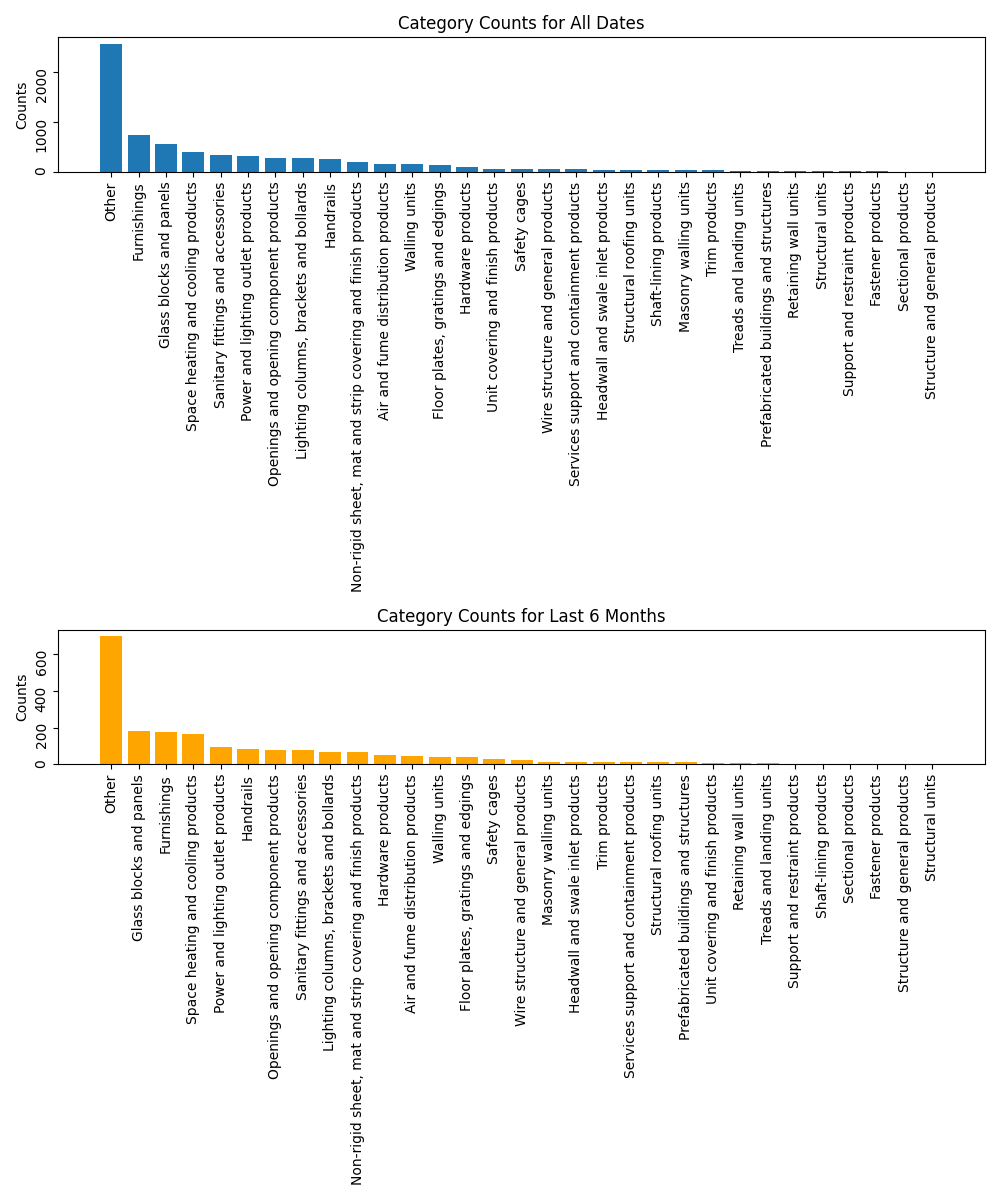 Category Counts for All Dates
Counts
2000
1000
0
Other
Furnishings
Glass blocks and panels
Space heating and cooling products
Sanitary fittings and accessories
Power and lighting outlet products
Openings and opening component products
Lighting columns, brackets and bollards
Handrails
Non-rigid sheet, mat and strip covering and finish products
Air and fume distribution products
Walling units
Floor plates, gratings and edgings
Hardware products
Unit covering and finish products
Safety cages
Wire structure and general products
Services support and containment products
Headwall and swale inlet products
Structural roofing units
Shaft-lining products
Masonry walling units
Trim products
Treads and landing units
Prefabricated buildings and structures
Retaining wall units
Structural units
Support and restraint products
Fastener products
Sectional products
Structure and general products
Category Counts for Last 6 Months
Counts
600
400
200
0
Other
Glass blocks and panels
Furnishings
Space heating and cooling products
Power and lighting outlet products
Handrails
Openings and opening component products
Sanitary fittings and accessories
Lighting columns, brackets and bollards
Non-rigid sheet, mat and strip covering and finish products
Hardware products
Air and fume distribution products
Walling units
Floor plates, gratings and edgings
Safety cages
Wire structure and general products
Masonry walling units
Headwall and swale inlet products
Trim products
Services support and containment products
Structural roofing units
Prefabricated buildings and structures
Unit covering and finish products
Retaining wall units
Treads and landing units
Support and restraint products
Shaft-lining products
Sectional products
Fastener products
Structure and general products
Structural units